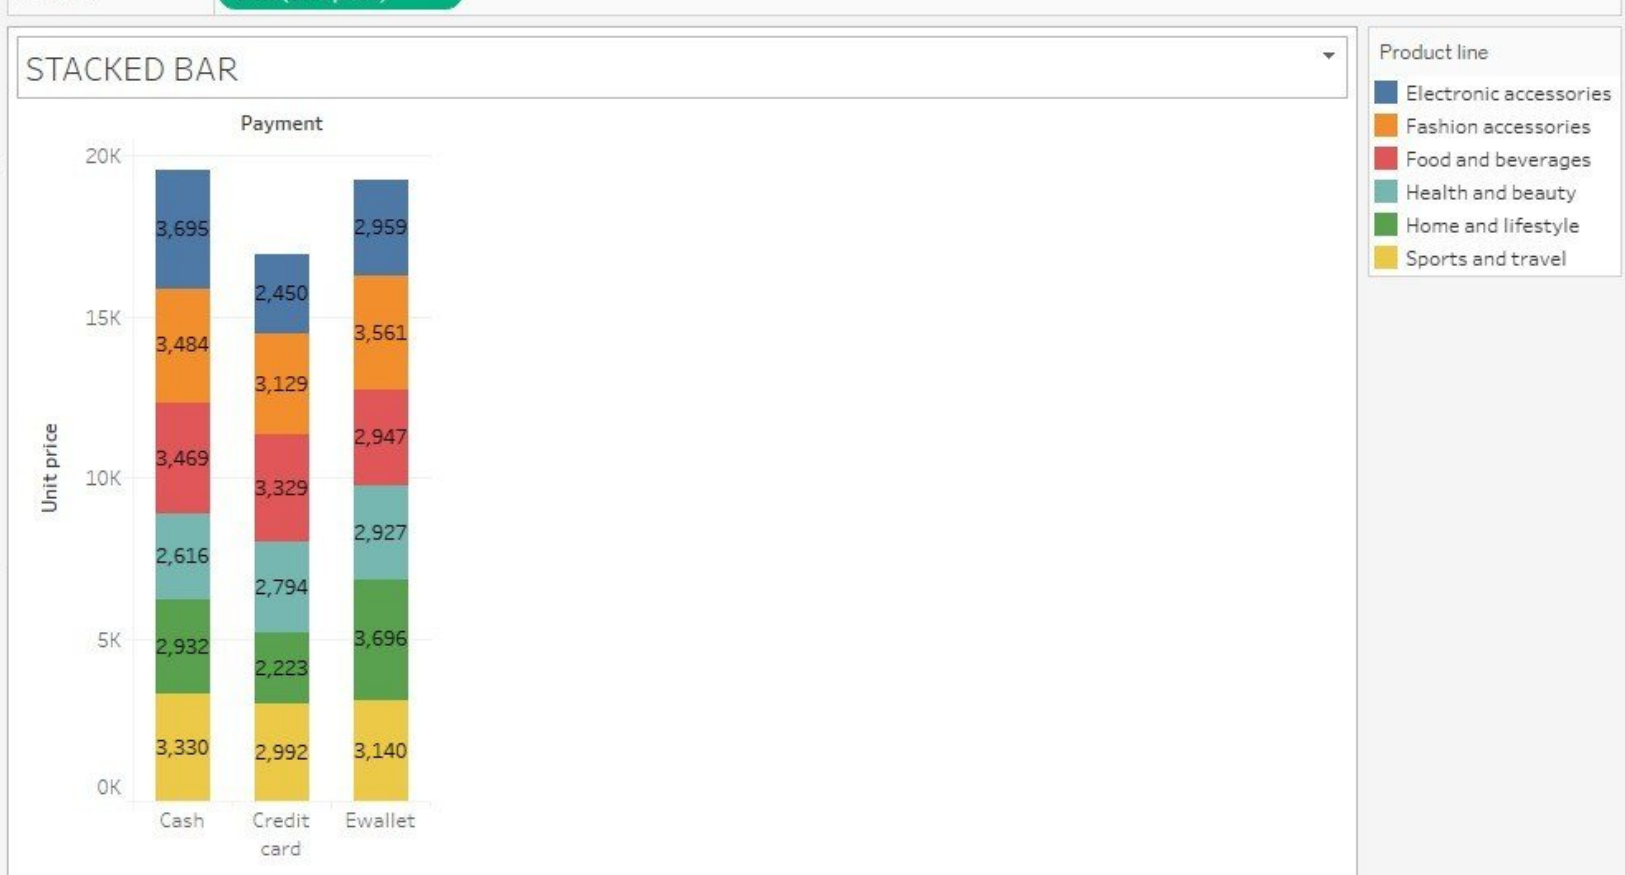 STACKED BAR
Product line
Electronic accessories
Fashion accessories
Food and beverages
Health and beauty
Home and lifestyle
Sports and travel
Payment
20K
15K
10K
5K
0K
Unit price
3,695
3,484
3,469
2,616
2,932
3,330
2,450
3,129
3,329
2,794
2,223
2,992
2,959
3,561
2,947
2,927
3,696
3,140
Cash
Credit
card
Ewallet